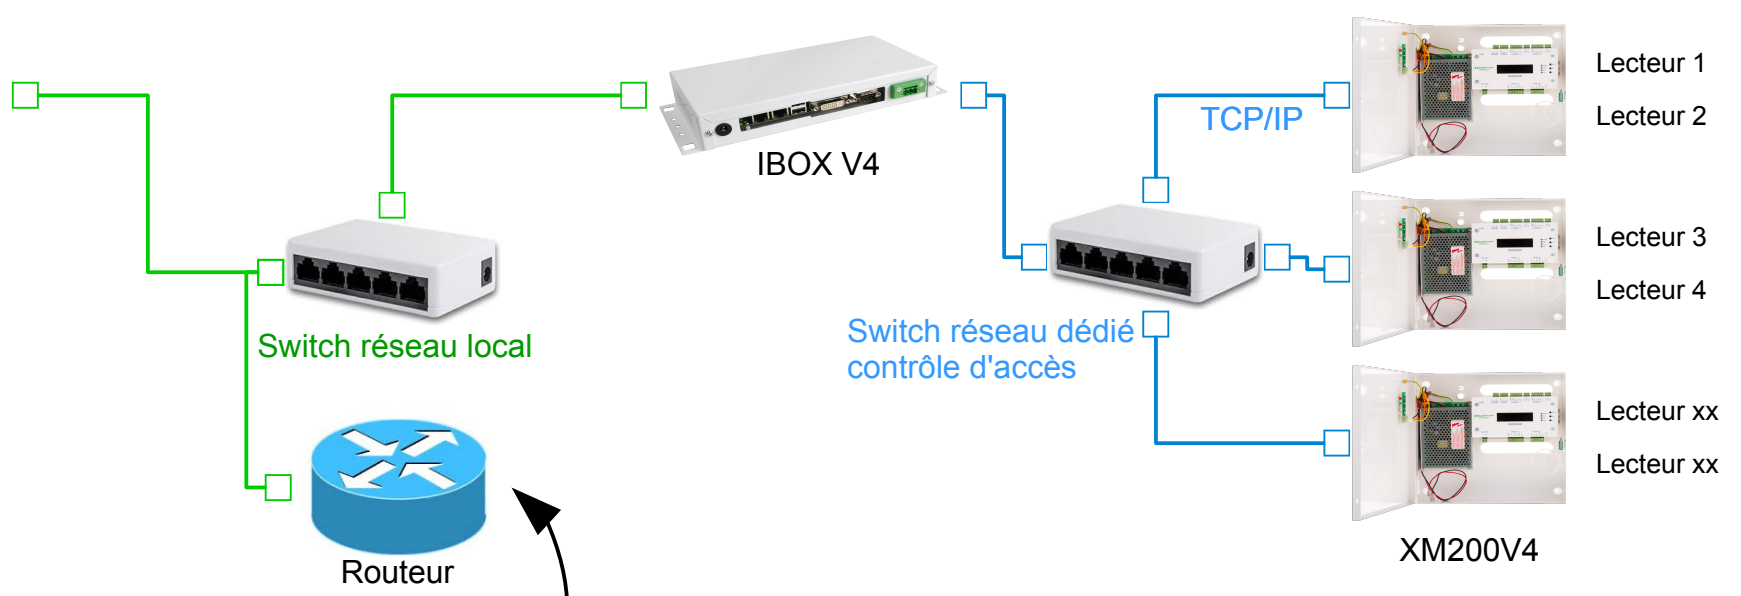 Lecteur 1
TCP/IP
Lecteur 2
IBOX V4
Lecteur 3
Lecteur 4
Switch réseau local
Switch réseau dédié
contrôle d'accès
Lecteur xx
Lecteur xx
XM200V4
Routeur